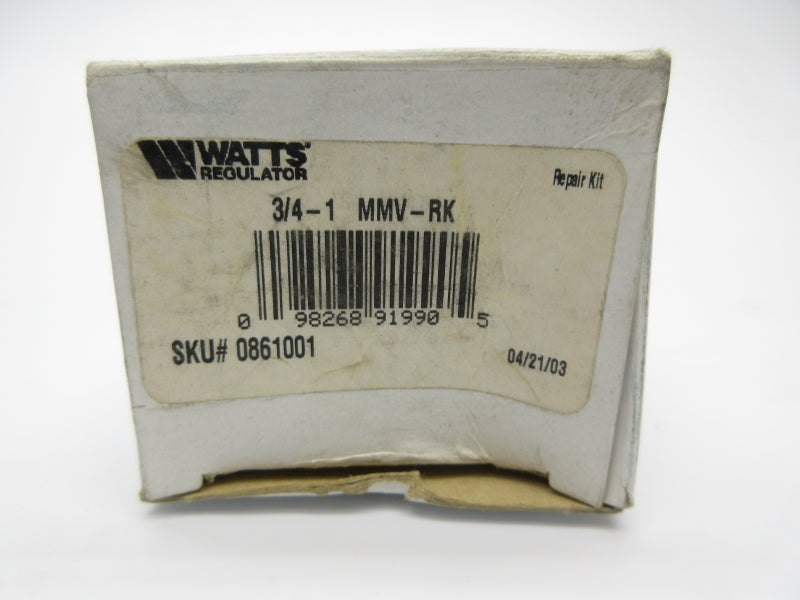 WATTS
REGULATOR
Repair Kit
3/4-1 MMV-RK
0 98268 91990 5
SKU# 0861001
04/21/03